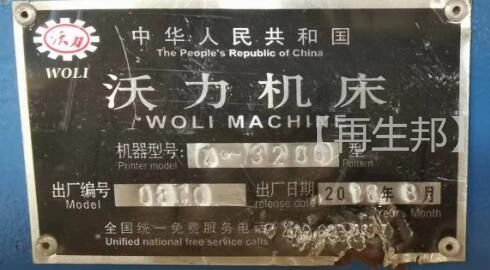 沃力
WOLI
中华人民共和国
The People's Republic of China
沃力机床
WOLI MACHINE
【再生邦】
机器型号: 型
Printer model Pattern
出厂编号 出厂日期 年 8月
model release date Years Month
全国统一免费服务电话
Unified national free service calls